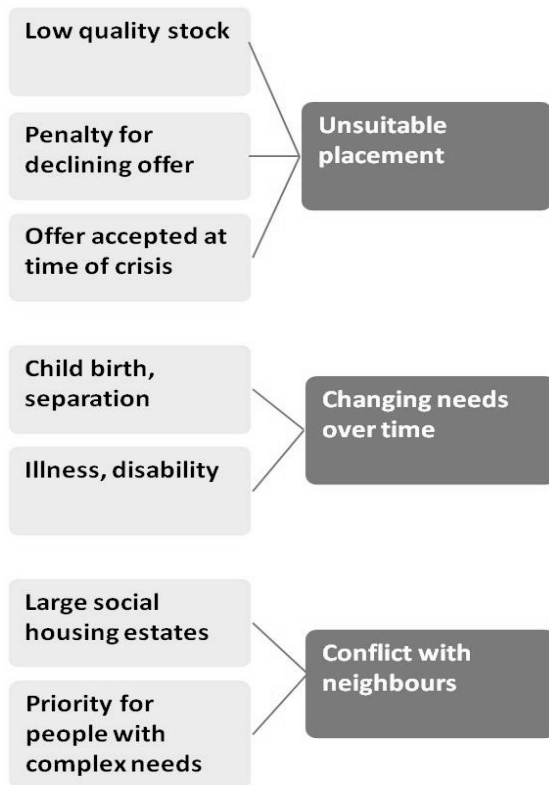 Low quality stock
Penalty for
declining offer
Offer accepted at
time of crisis
Unsuitable
placement
Child birth,
separation
Illness, disability
Changing needs
over time
Large social
housing estates
Priority for
people with
complex needs
Conflict with
neighbours